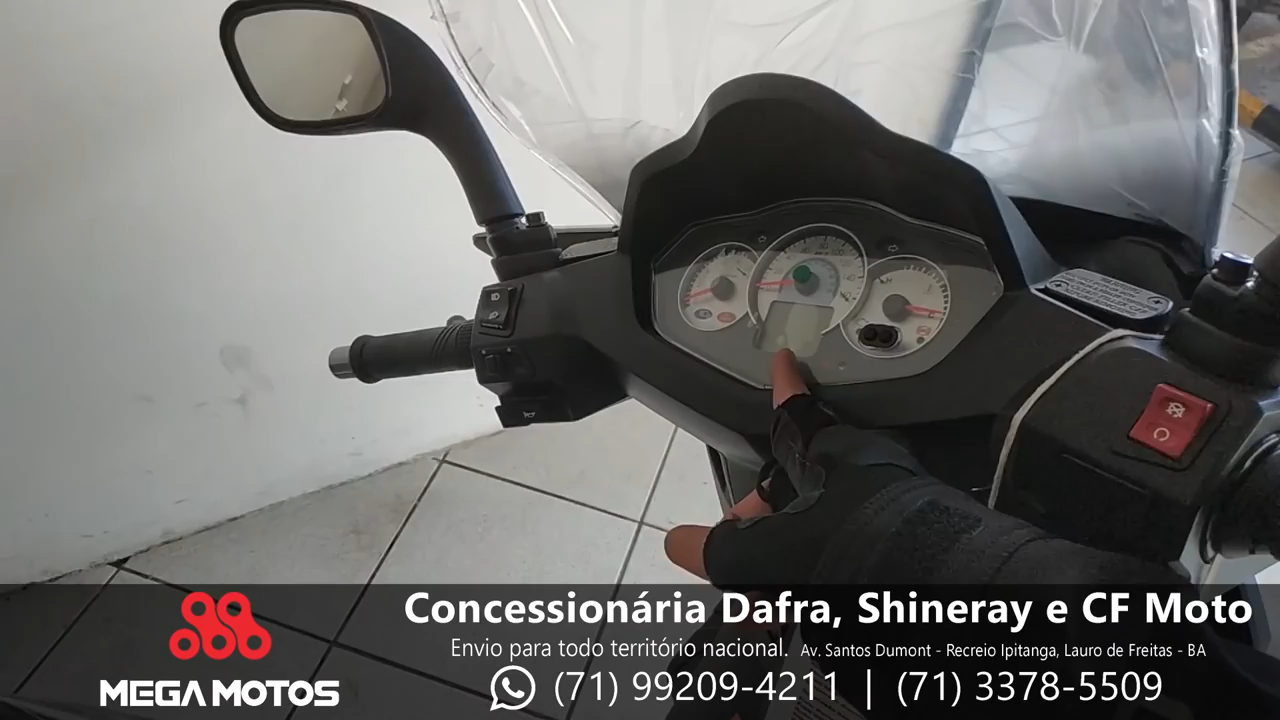 Concessionária Dafra, Shineray e CF Moto
Envio para todo território nacional. Av. Santos Dumont - Recreio Ipitanga, Lauro de Freitas - BA
MEGA MOTOS
(71) 99209-4211 | (71) 3378-5509